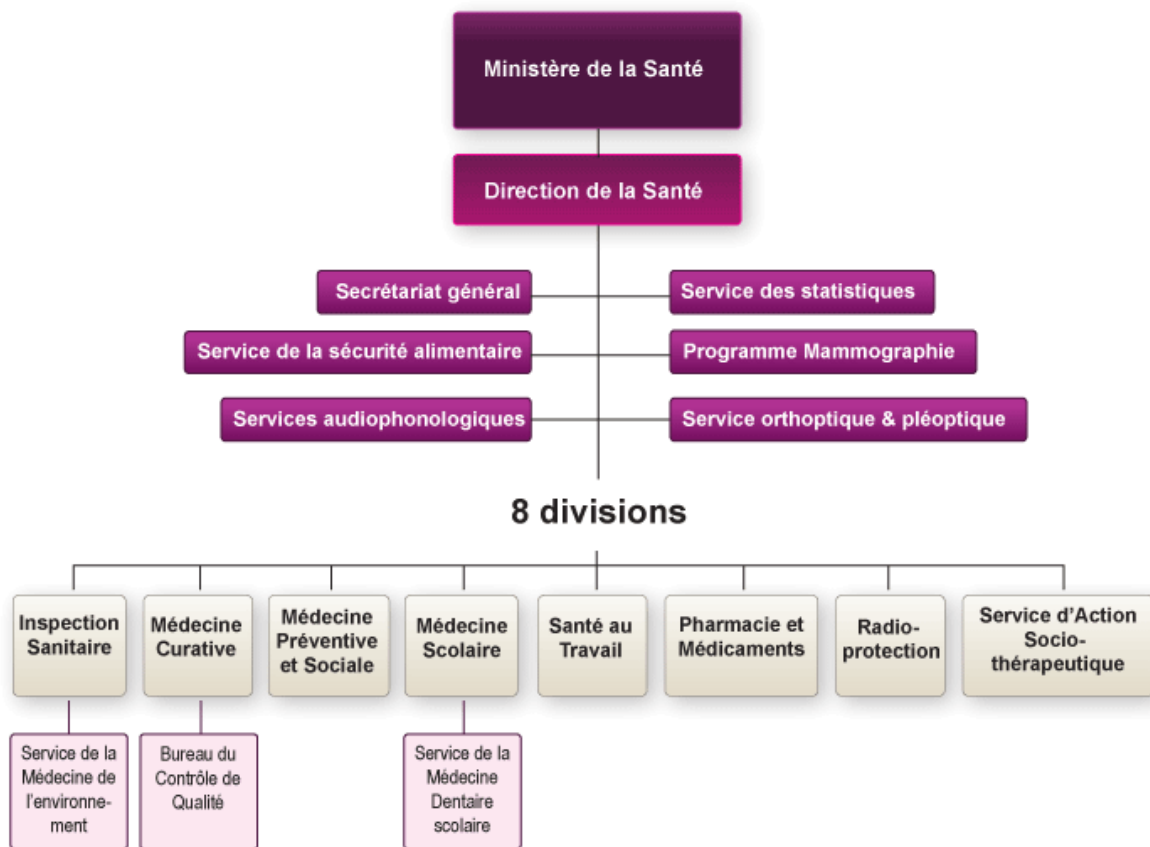 Ministère de la Santé
Direction de la Santé
Secrétariat général
Service des statistiques
Service de la sécurité alimentaire
Programme Mammographie
Services audiophonologiques
Service orthoptique & pléoptique
8 divisions
Inspection
Sanitaire
Médecine
Curative
Médecine
Préventive
et Sociale
Médecine
Scolaire
Santé au
Travail
Pharmacie et
Médicaments
Radio-
protection
Service d'Action
Socio-
thérapeutique
Service de la
Médecine de
l'environne-
ment
Bureau du
Contrôle de
Qualité
Service de la
Médecine
Dentaire
scolaire